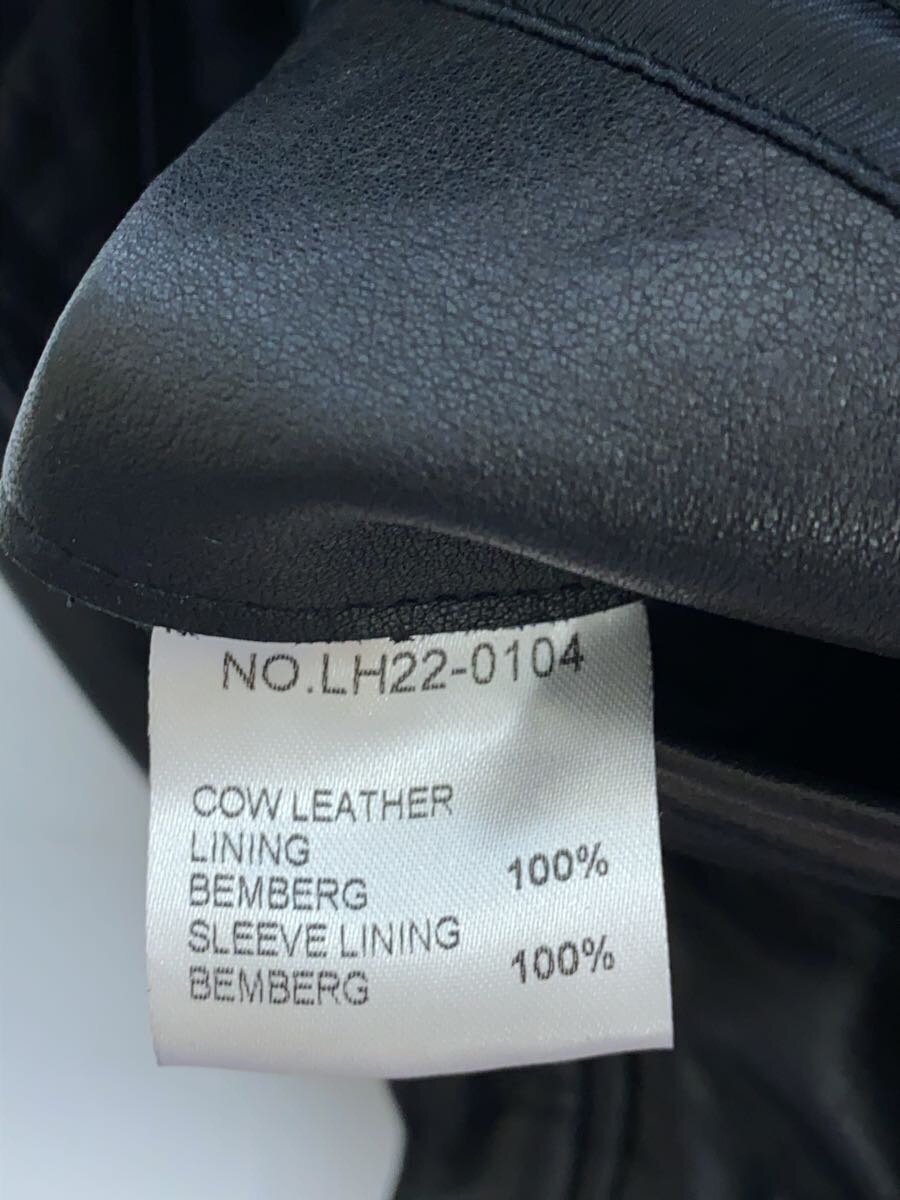 NO.LH22-0104
COW LEATHER
LINING
BEMBERG 100%
SLEEVE LINING
BEMBERG 100%